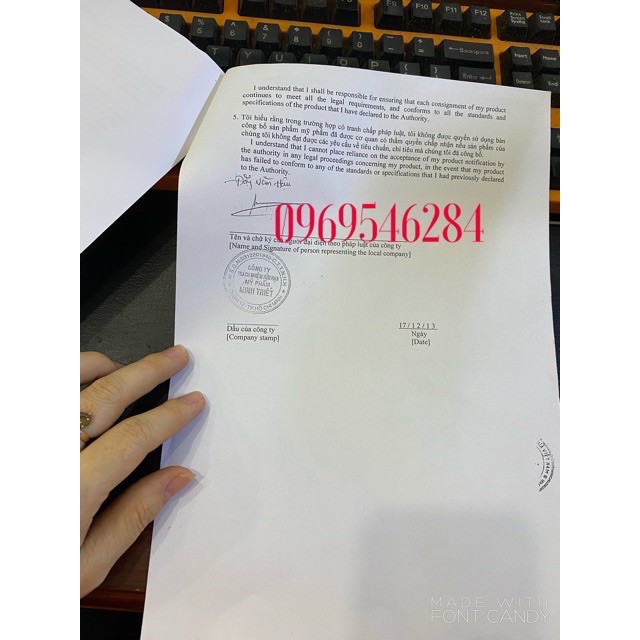 I understand that I shall be responsible for ensuring that each consignment of my product
continues to meet all the legal requirements, and conforms to all the standards and
specifications of the product that I have declared to the Authority.
5. Tôi hiểu rằng trong trường hợp có tranh chấp pháp luật, tôi không được quyền sử dụng bản
công bố sản phẩm mỹ phẩm đã được cơ quan có thẩm quyền chấp nhận nếu sản phẩm của
chúng tôi không đạt được các yêu cầu về tiêu chuẩn, chỉ tiêu mà chúng tôi đã công bố.
I understand that I cannot place reliance on the acceptance of my product notification by
the authority in any legal proceedings concerning my product, in the event that my product
has failed to conform to any of the standards or specifications that I had previously declared
to the Authority.
0969546284
Tên và chữ ký của người đại diện theo pháp luật của công ty
[Name and Signature of person representing the local company]
CÔNG TY
TRÁCH NHIỆM HỮU HẠN
MỸ PHẨM
MINH TRIẾT
Dấu của công ty
[Company stamp]
17/12/13
Ngày
[Date]
MADE WITH
FONT CANDY